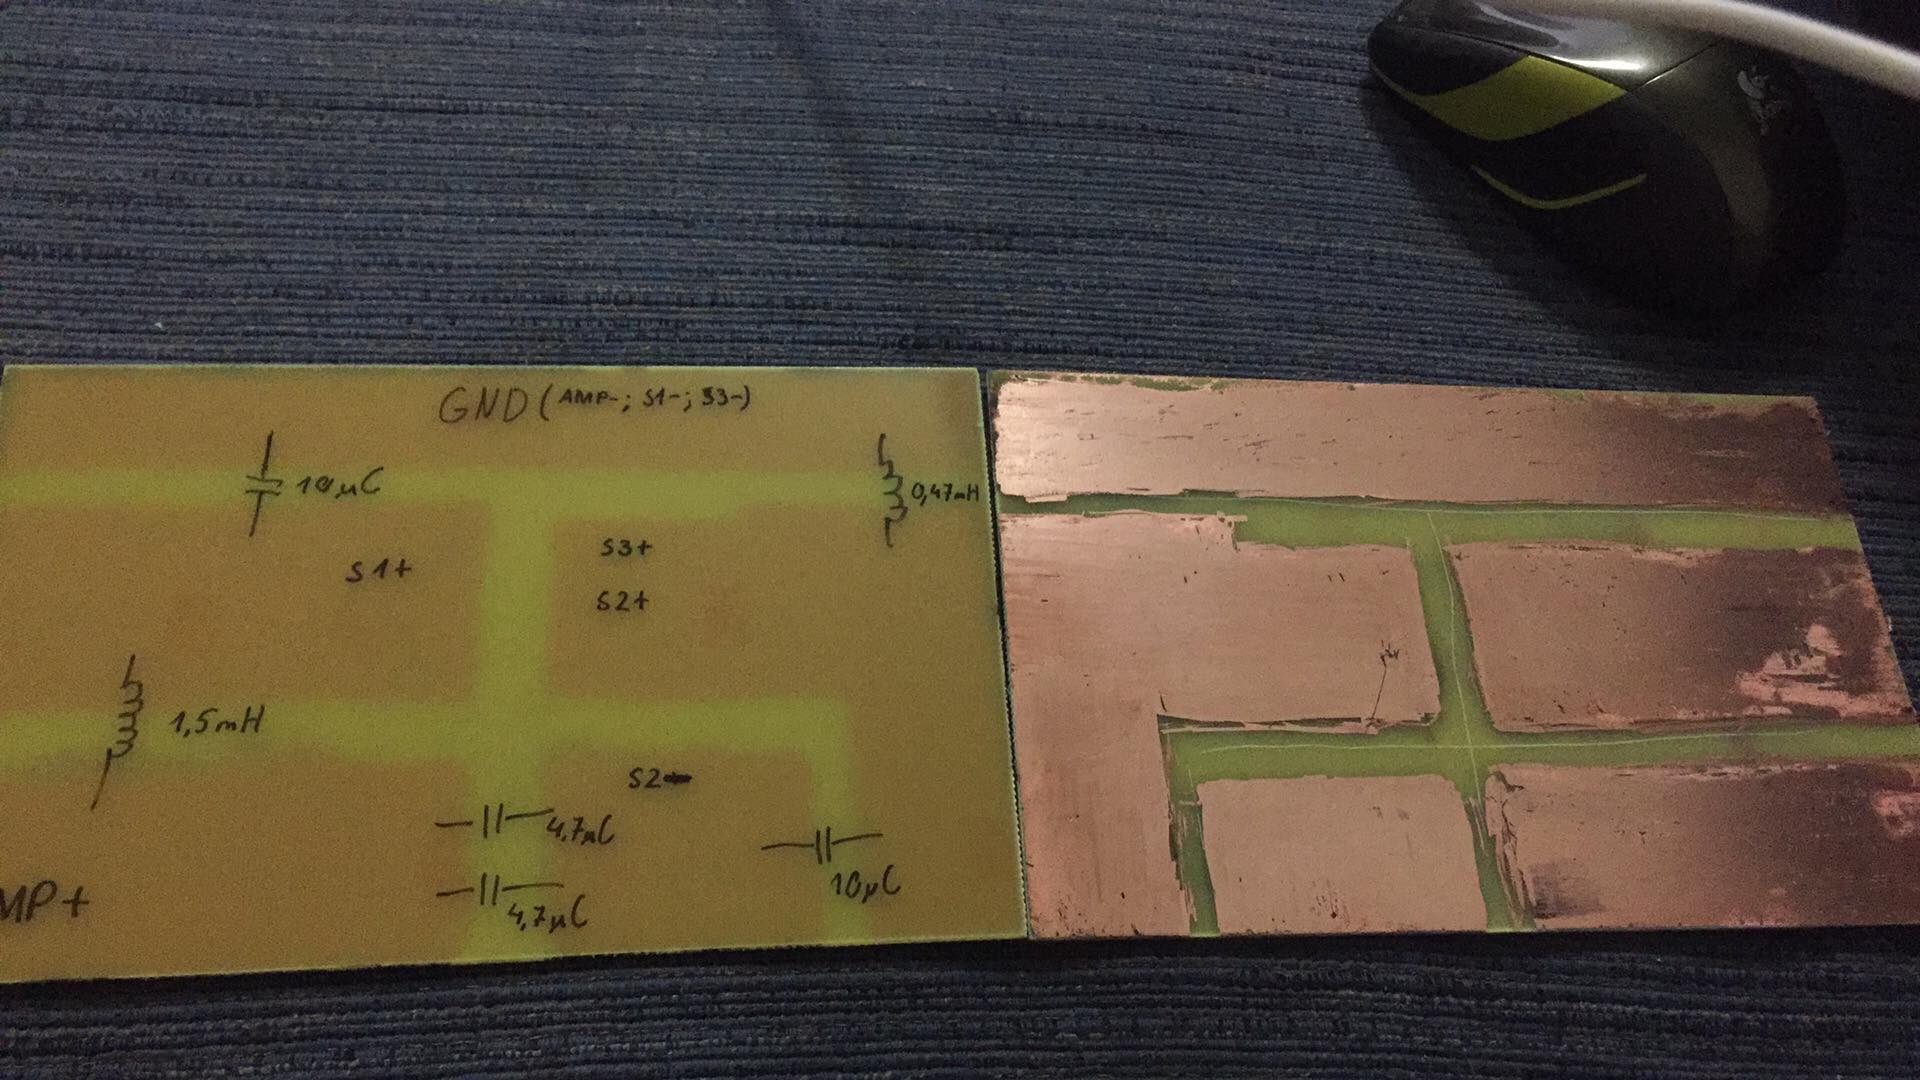 GND (AMP-; S1-; S3-)
10µC
0,47mH
S3+
S1+
S2+
1,5mH
S2-
4,7µC
10µC
MP+
4,7µC